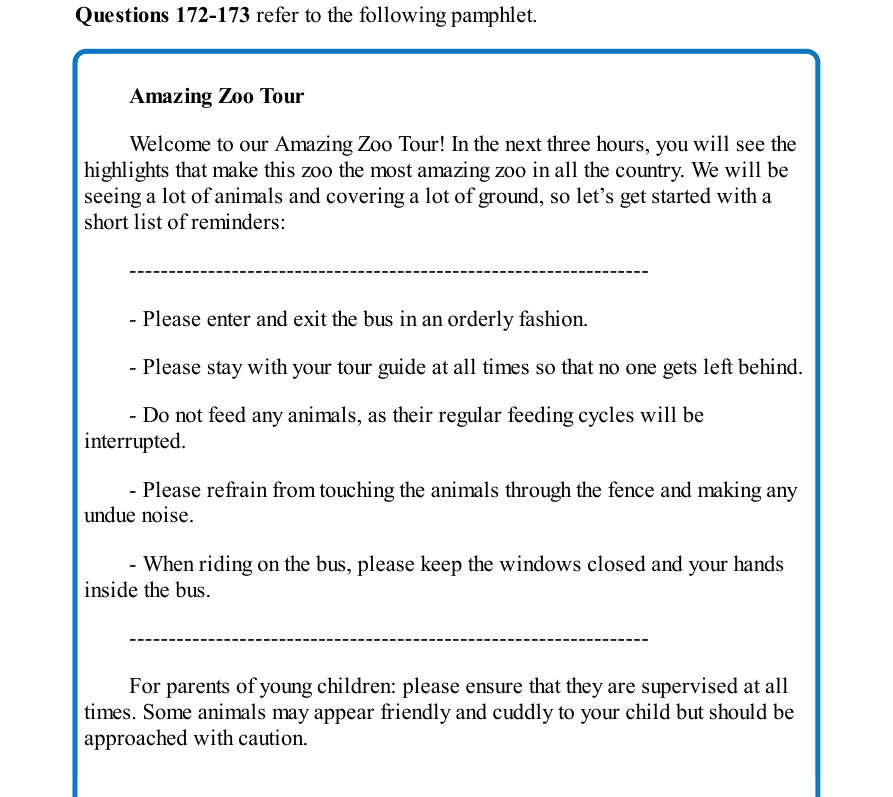 Questions 172-173 refer to the following pamphlet.
Amazing Zoo Tour
Welcome to our Amazing Zoo Tour! In the next three hours, you will see the
highlights that make this zoo the most amazing zoo in all the country. We will be
seeing a lot of animals and covering a lot of ground, so let’s get started with a
short list of reminders:
------------------------------------------------------------------
- Please enter and exit the bus in an orderly fashion.
- Please stay with your tour guide at all times so that no one gets left behind.
- Do not feed any animals, as their regular feeding cycles will be
interrupted.
- Please refrain from touching the animals through the fence and making any
undue noise.
- When riding on the bus, please keep the windows closed and your hands
inside the bus.
------------------------------------------------------------------
For parents of young children: please ensure that they are supervised at all
times. Some animals may appear friendly and cuddly to your child but should be
approached with caution.